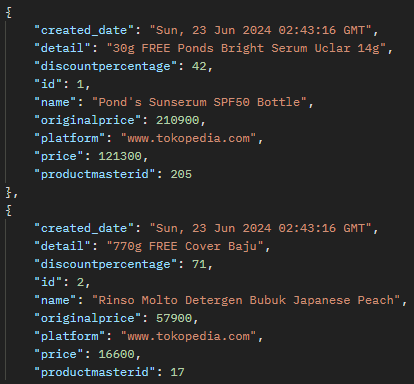 {
"created_date": "Sun, 23 Jun 2024 02:43:16 GMT",
"detail": "30g FREE Ponds Bright Serum Uclar 14g",
"discountpercentage": 42,
"id": 1,
"name": "Pond's Sunserum SPF50 Bottle",
"originalprice": 210900,
"platform": "www.tokopedia.com",
"price": 121300,
"productmasterid": 205
},
{
"created_date": "Sun, 23 Jun 2024 02:43:16 GMT",
"detail": "770g FREE Cover Baju",
"discountpercentage": 71,
"id": 2,
"name": "Rinso Molto Detergen Bubuk Japanese Peach",
"originalprice": 57900,
"platform": "www.tokopedia.com",
"price": 16600,
"productmasterid": 17